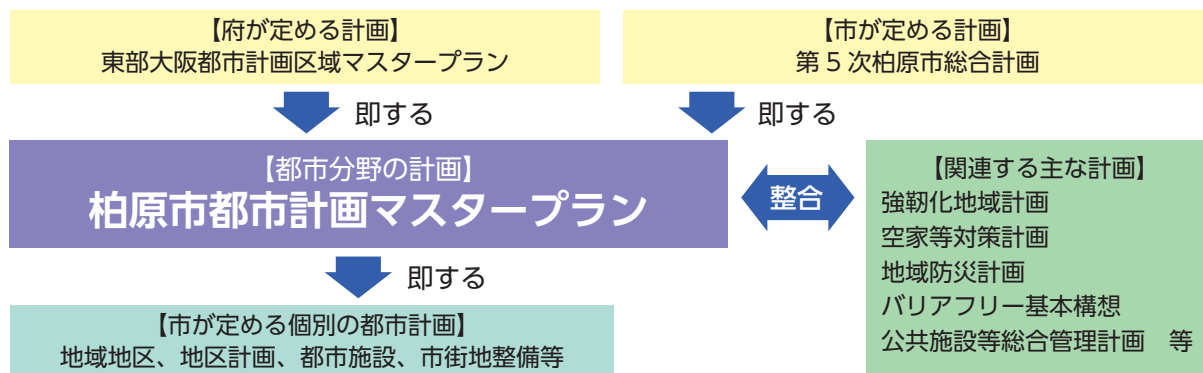 【府が定める計画】
東部大阪都市計画区域マスタープラン
【市が定める計画】
第5次柏原市総合計画
即する
即する
【都市分野の計画】
柏原市都市計画マスタープラン
整合
【関連する主な計画】
強靭化地域計画
空家等対策計画
地域防災計画
バリアフリー基本構想
公共施設等総合管理計画　等
即する
【市が定める個別の都市計画】
地域地区、地区計画、都市施設、市街地整備等